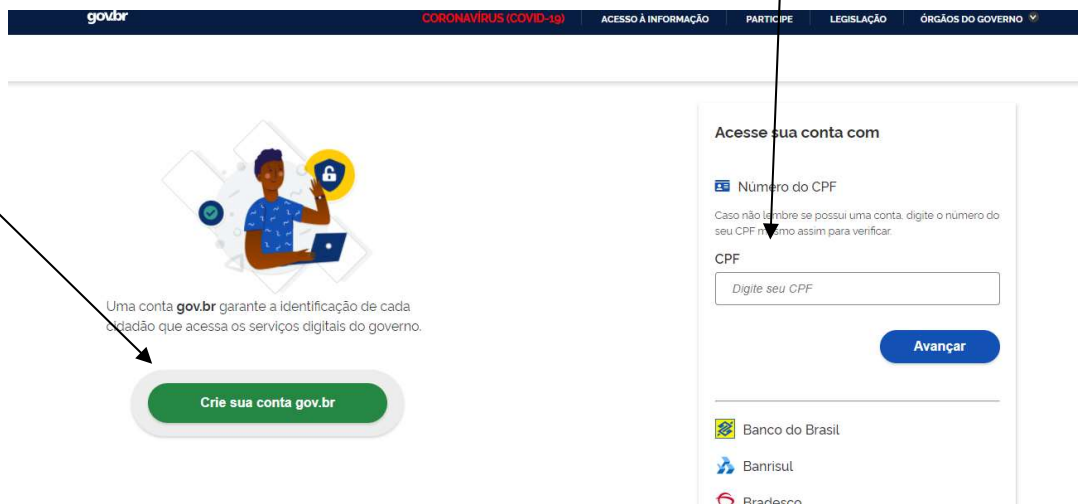 gov.br
CORONAVÍRUS (COVID-19)
ACESSO À INFORMAÇÃO
PARTICIPE
LEGISLAÇÃO
ÓRGÃOS DO GOVERNO
Uma conta gov.br garante a identificação de cada
cidadão que acessa os serviços digitais do governo.
Crie sua conta gov.br
Acesse sua conta com
Número do CPF
Caso não lembre se possui uma conta, digite o número do
seu CPF mesmo assim para verificar.
CPF
Digite seu CPF
Avançar
Banco do Brasil
Banrisul
Bradesco